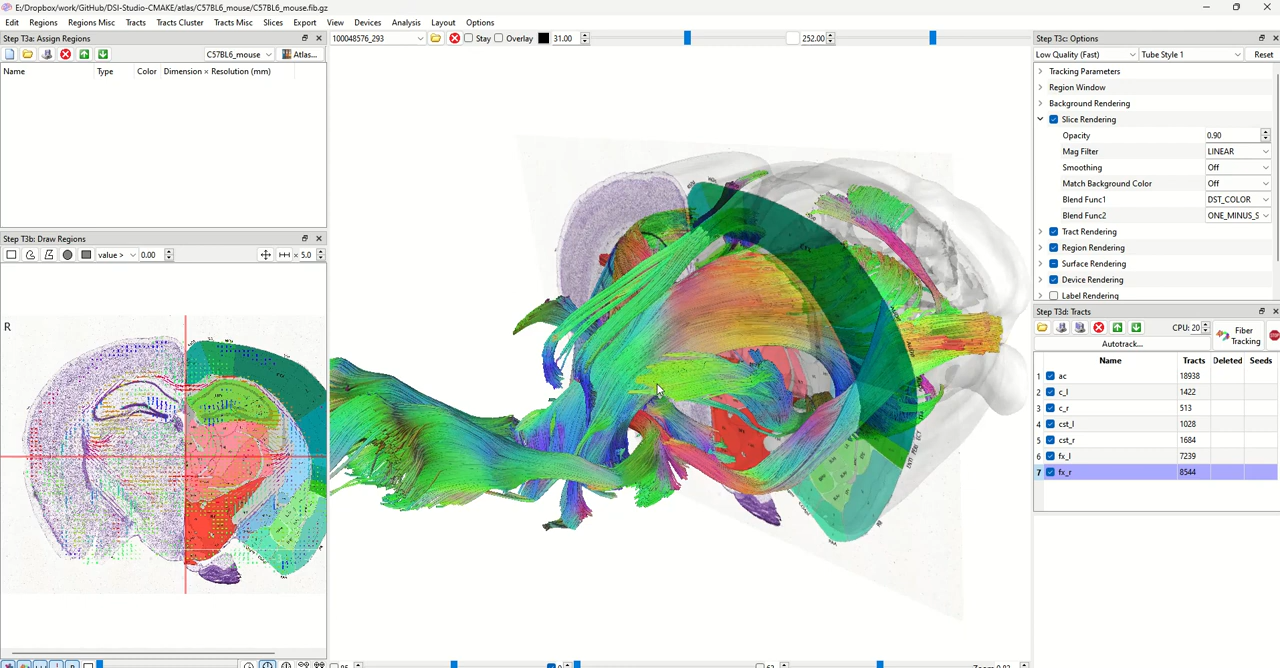 E:/Dropbox/work/GitHub/DSI-Studio-CMAKE/atlas/C57BL6_mouse/C57BL6_mouse.fib.gz
Edit Regions Regions Misc Tracts Tracts Cluster Tracts Misc Slices Export View Devices Analysis Layout Options
Step T3a: Assign Regions
C57BL6_mouse Atlas...
Name Type Color Dimension × Resolution (mm)
100048576_293 Stay Overlay 31.00 252.00
Step T3b: Draw Regions
value > 0.00 × 5.0
R
Step T3c: Options
Low Quality (Fast) Tube Style 1 Reset
Tracking Parameters
Region Window
Background Rendering
Slice Rendering
Opacity 0.90
Mag Filter LINEAR
Smoothing Off
Match Background Color Off
Blend Func1 DST_COLOR
Blend Func2 ONE_MINUS_S
Tract Rendering
Region Rendering
Surface Rendering
Device Rendering
Label Rendering
Step T3d: Tracts
CPU: 20 Fiber Tracking
Autotrack...
Name Tracts Deleted Seeds
1 ac 18938
2 c_l 1422
3 c_r 513
4 cst_l 1028
5 cst_r 1684
6 fx_l 7239
7 fx_r 8544